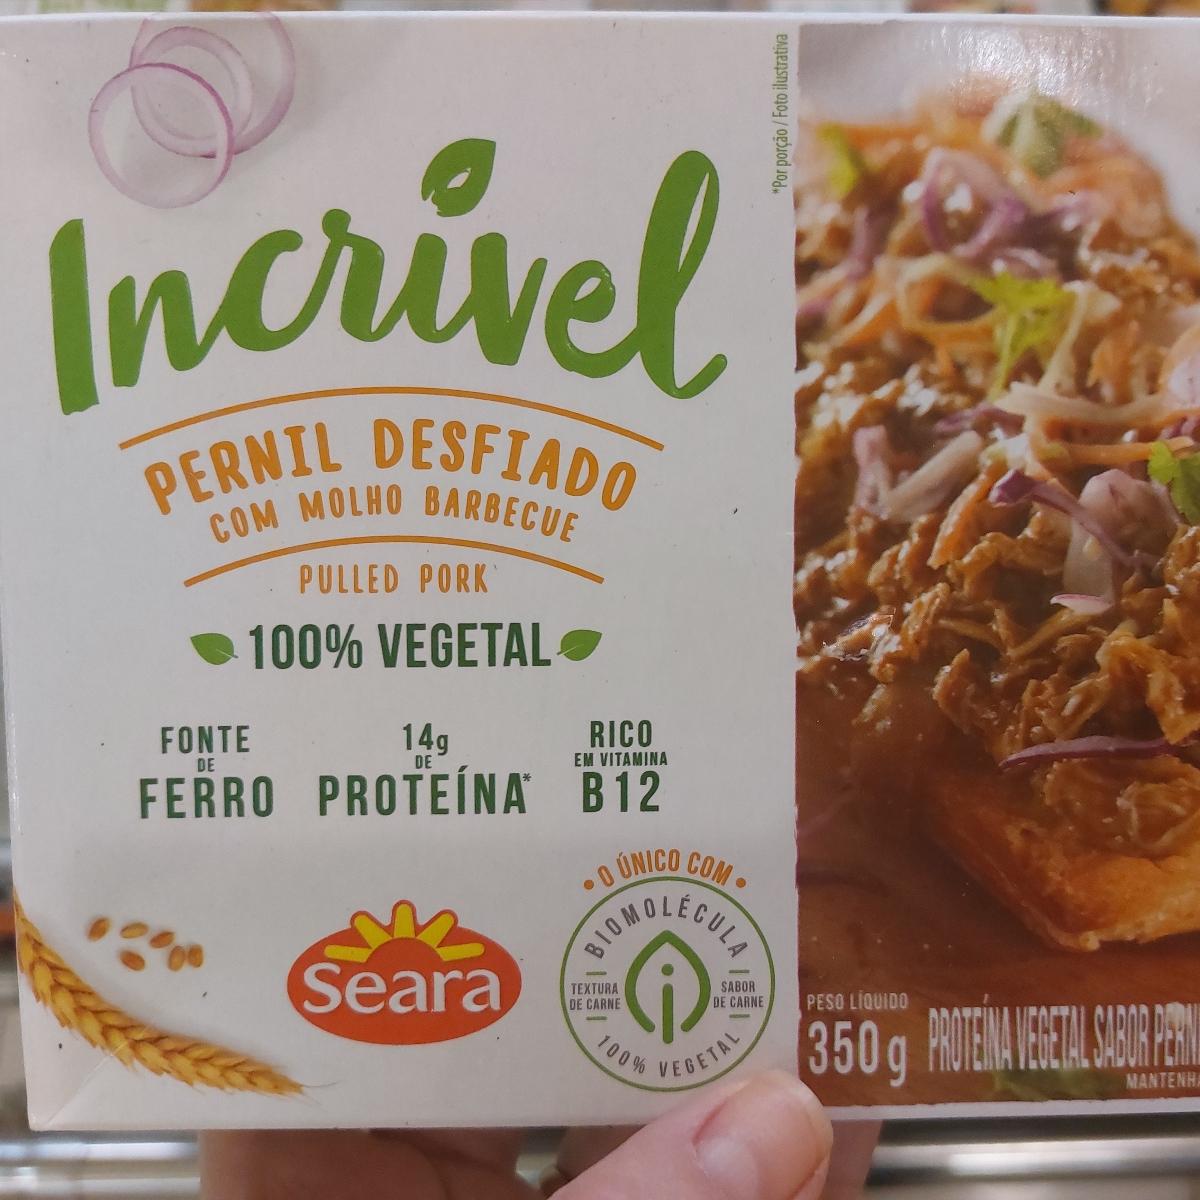 *Por porção / Foto ilustrativa
Incrível
PERNIL DESFIADO
COM MOLHO BARBECUE
PULLED PORK
100% VEGETAL
FONTE
DE
FERRO
14g
DE
PROTEÍNA*
RICO
EM VITAMINA
B12
Seara
• O ÚNICO COM •
BIOMOLÉCULA
TEXTURA
DE CARNE
SABOR
DE CARNE
100% VEGETAL
PESO LÍQUIDO
350g
PROTEÍNA VEGETAL SABOR